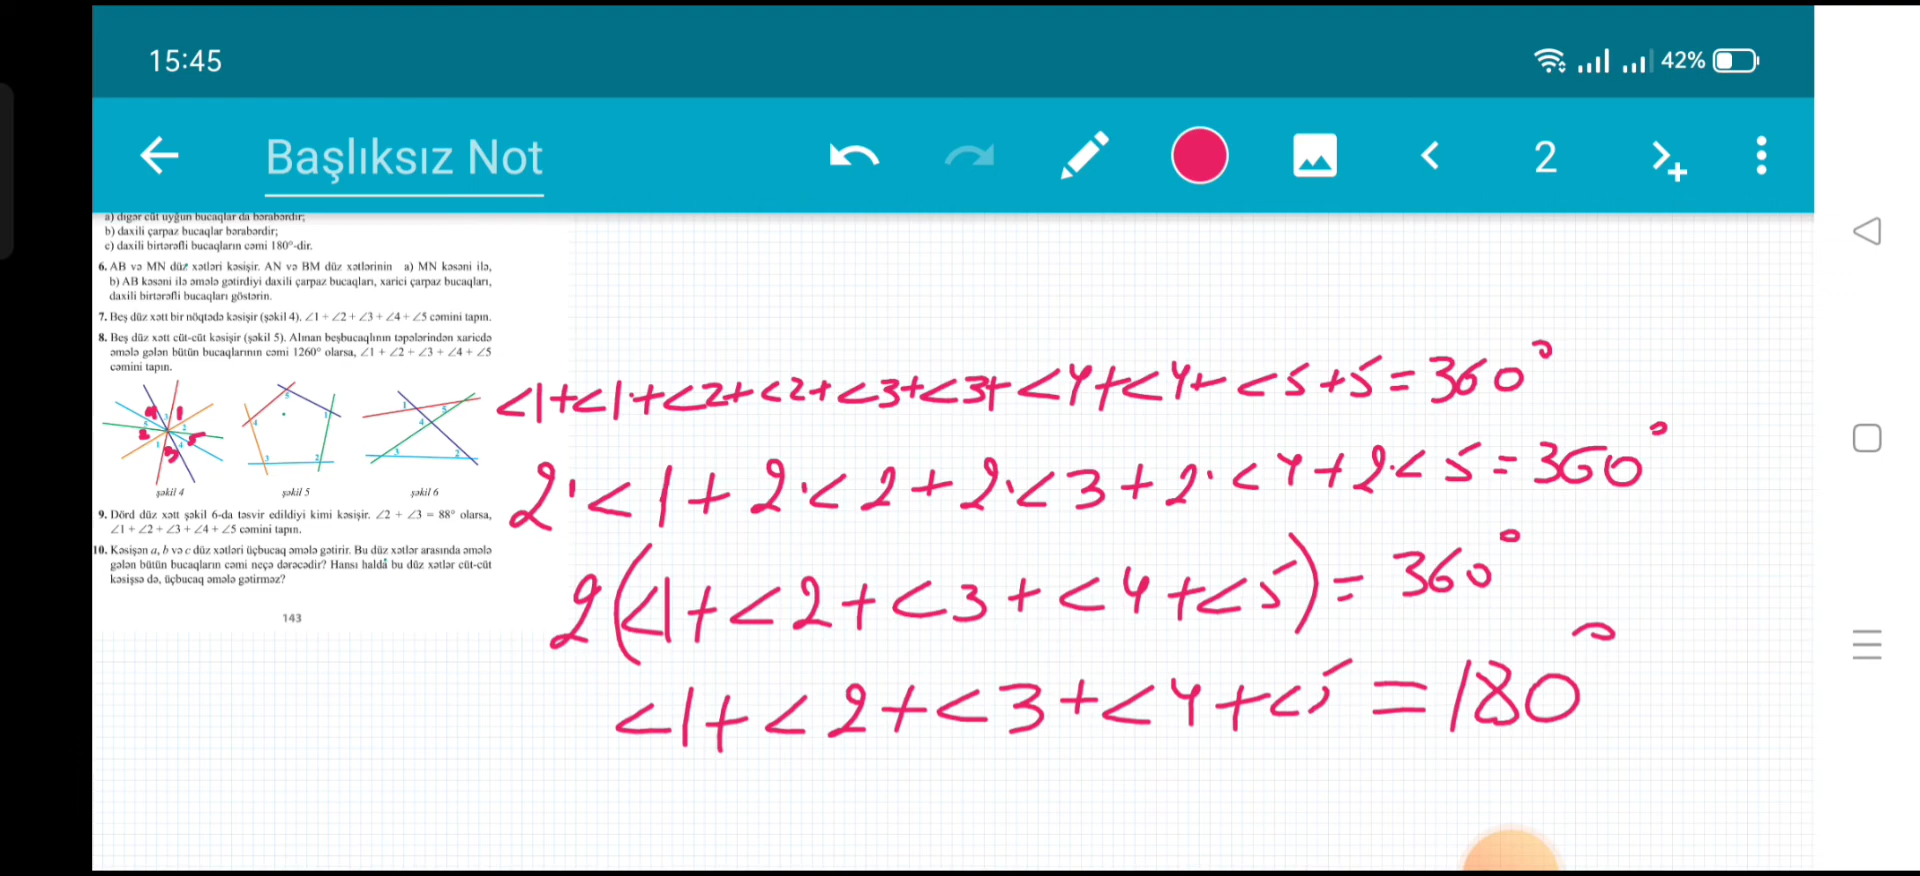 15:45
42%
Başlıksız Not
2
a) digər cüt uyğun bucaqlar da bərabərdir;
b) daxili çarpaz bucaqlar bərabərdir;
c) daxili birtərəfli bucaqların cəmi 180°-dir.
6. AB və MN düz xətləri kəsişir. AN və BM düz xətlərinin a) MN kəsəni ilə,
b) AB kəsəni ilə əmələ gətirdiyi daxili çarpaz bucaqları, xarici çarpaz bucaqları,
daxili birtərəfli bucaqları göstərin.
7. Beş düz xətt bir nöqtədə kəsişir (şəkil 4). ∠1 + ∠2 + ∠3 + ∠4 + ∠5 cəmini tapın.
8. Beş düz xətt cüt-cüt kəsişir (şəkil 5). Alınan beşbucaqlının təpələrindən xaricdə
əmələ gələn bütün bucaqlarının cəmi 1260° olarsa, ∠1 + ∠2 + ∠3 + ∠4 + ∠5
cəmini tapın.
şəkil 4 şəkil 5 şəkil 6
9. Dörd düz xətt şəkil 6-da təsvir edildiyi kimi kəsişir. ∠2 + ∠3 = 88° olarsa,
∠1 + ∠2 + ∠3 + ∠4 + ∠5 cəmini tapın.
10. Kəsişən a, b və c düz xətləri üçbucaq əmələ gətirir. Bu düz xətlər arasında əmələ
gələn bütün bucaqların cəmi neçə dərəcədir? Hansı halda bu düz xətlər cüt-cüt
kəsişsə də, üçbucaq əmələ gətirməz?
143
<1+<1+<2+<2+<3+<3+<4+<4+<5+5=360°
2·<1+2·<2+2·<3+2·<4+2·<5=360°
2(<1+<2+<3+<4+<5)=360°
<1+<2+<3+<4+<5=180°